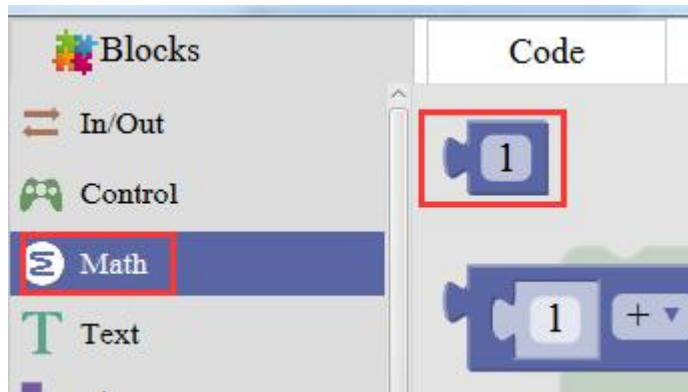 Blocks
Code
In/Out
1
Control
Math
1 +
Text